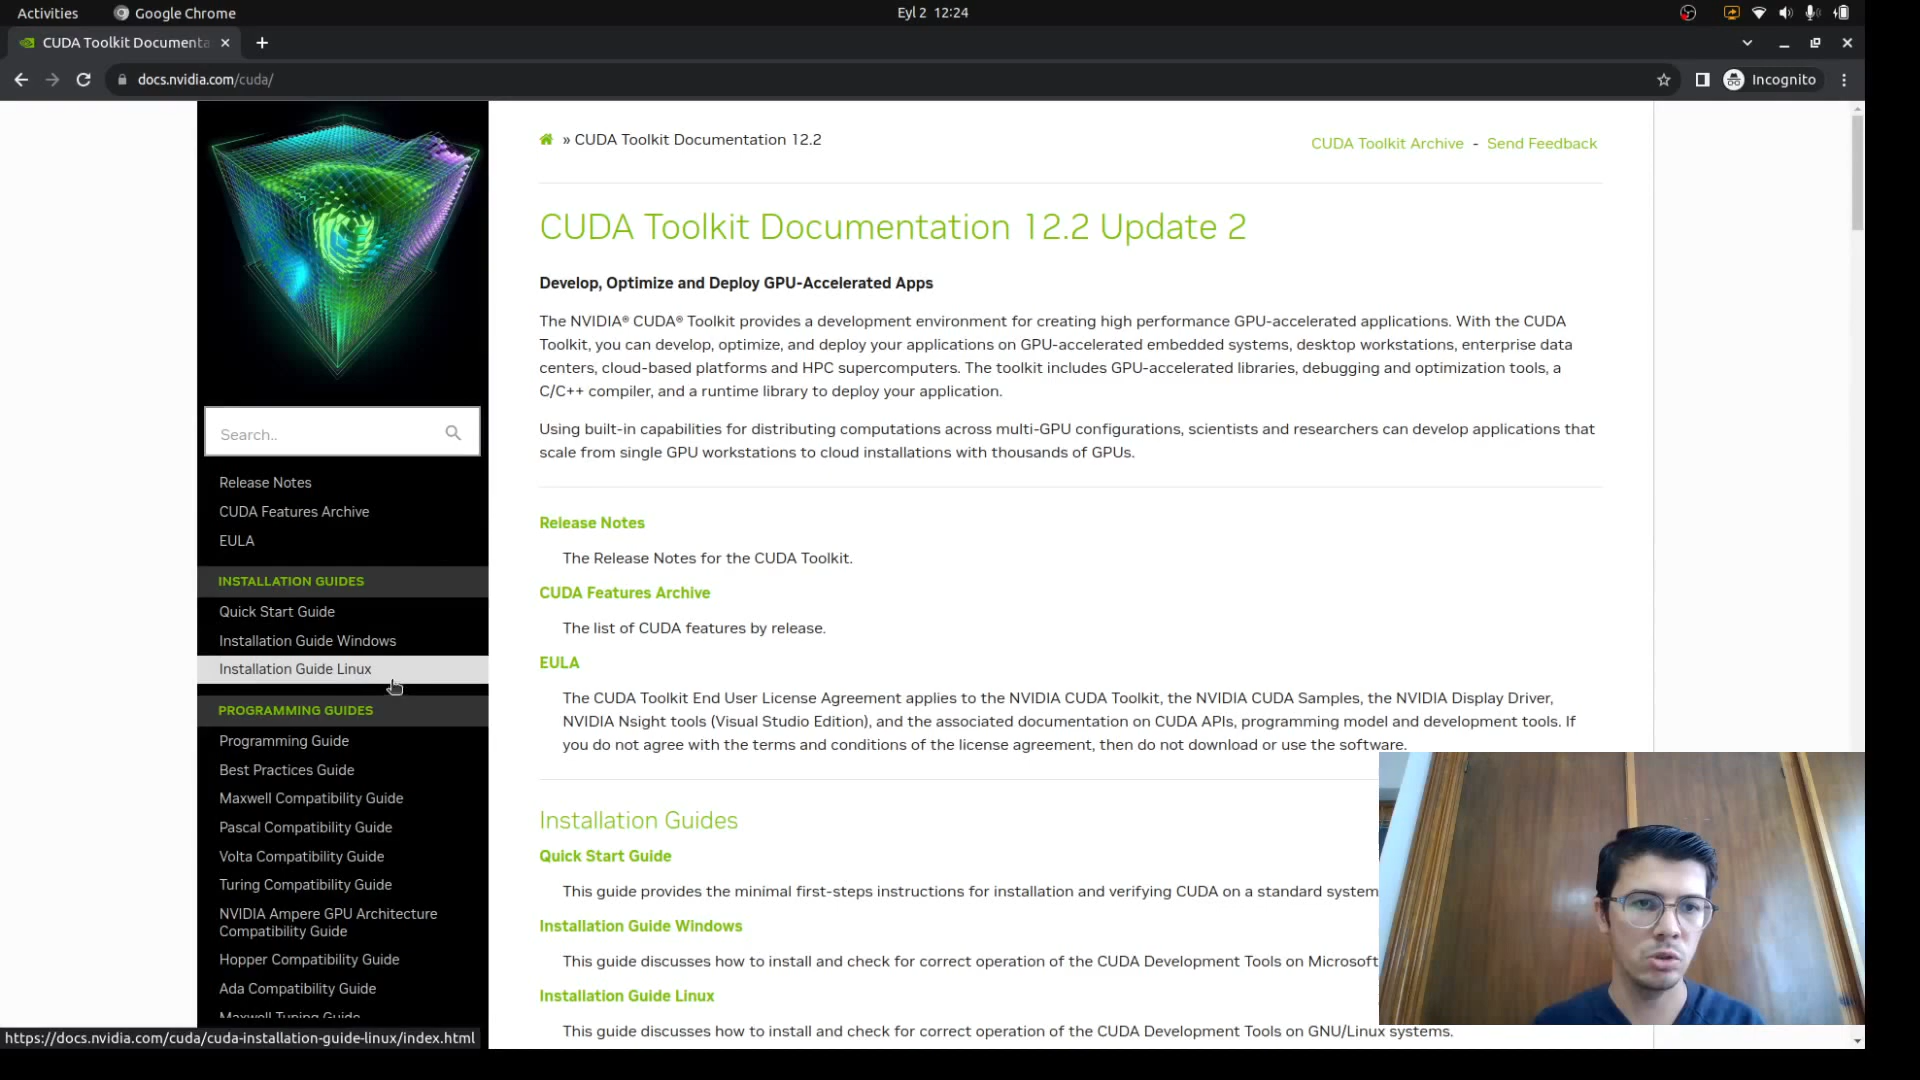 Activities
Google Chrome
Eyl 2 12:24
CUDA Toolkit Documenta
docs.nvidia.com/cuda/
Incognito
» CUDA Toolkit Documentation 12.2
CUDA Toolkit Archive - Send Feedback
CUDA Toolkit Documentation 12.2 Update 2
Develop, Optimize and Deploy GPU-Accelerated Apps
The NVIDIA® CUDA® Toolkit provides a development environment for creating high performance GPU-accelerated applications. With the CUDA
Toolkit, you can develop, optimize, and deploy your applications on GPU-accelerated embedded systems, desktop workstations, enterprise data
centers, cloud-based platforms and HPC supercomputers. The toolkit includes GPU-accelerated libraries, debugging and optimization tools, a
C/C++ compiler, and a runtime library to deploy your application.
Using built-in capabilities for distributing computations across multi-GPU configurations, scientists and researchers can develop applications that
scale from single GPU workstations to cloud installations with thousands of GPUs.
Search..
Release Notes
CUDA Features Archive
EULA
INSTALLATION GUIDES
Quick Start Guide
Installation Guide Windows
Installation Guide Linux
PROGRAMMING GUIDES
Programming Guide
Best Practices Guide
Maxwell Compatibility Guide
Pascal Compatibility Guide
Volta Compatibility Guide
Turing Compatibility Guide
NVIDIA Ampere GPU Architecture
Compatibility Guide
Hopper Compatibility Guide
Ada Compatibility Guide
Maxwell Tuning Guide
Release Notes
The Release Notes for the CUDA Toolkit.
CUDA Features Archive
The list of CUDA features by release.
EULA
The CUDA Toolkit End User License Agreement applies to the NVIDIA CUDA Toolkit, the NVIDIA CUDA Samples, the NVIDIA Display Driver,
NVIDIA Nsight tools (Visual Studio Edition), and the associated documentation on CUDA APIs, programming model and development tools. If
you do not agree with the terms and conditions of the license agreement, then do not download or use the software.
Installation Guides
Quick Start Guide
This guide provides the minimal first-steps instructions for installation and verifying CUDA on a standard system
Installation Guide Windows
This guide discusses how to install and check for correct operation of the CUDA Development Tools on Microsoft
Installation Guide Linux
This guide discusses how to install and check for correct operation of the CUDA Development Tools on GNU/Linux systems.
https://docs.nvidia.com/cuda/cuda-installation-guide-linux/index.html